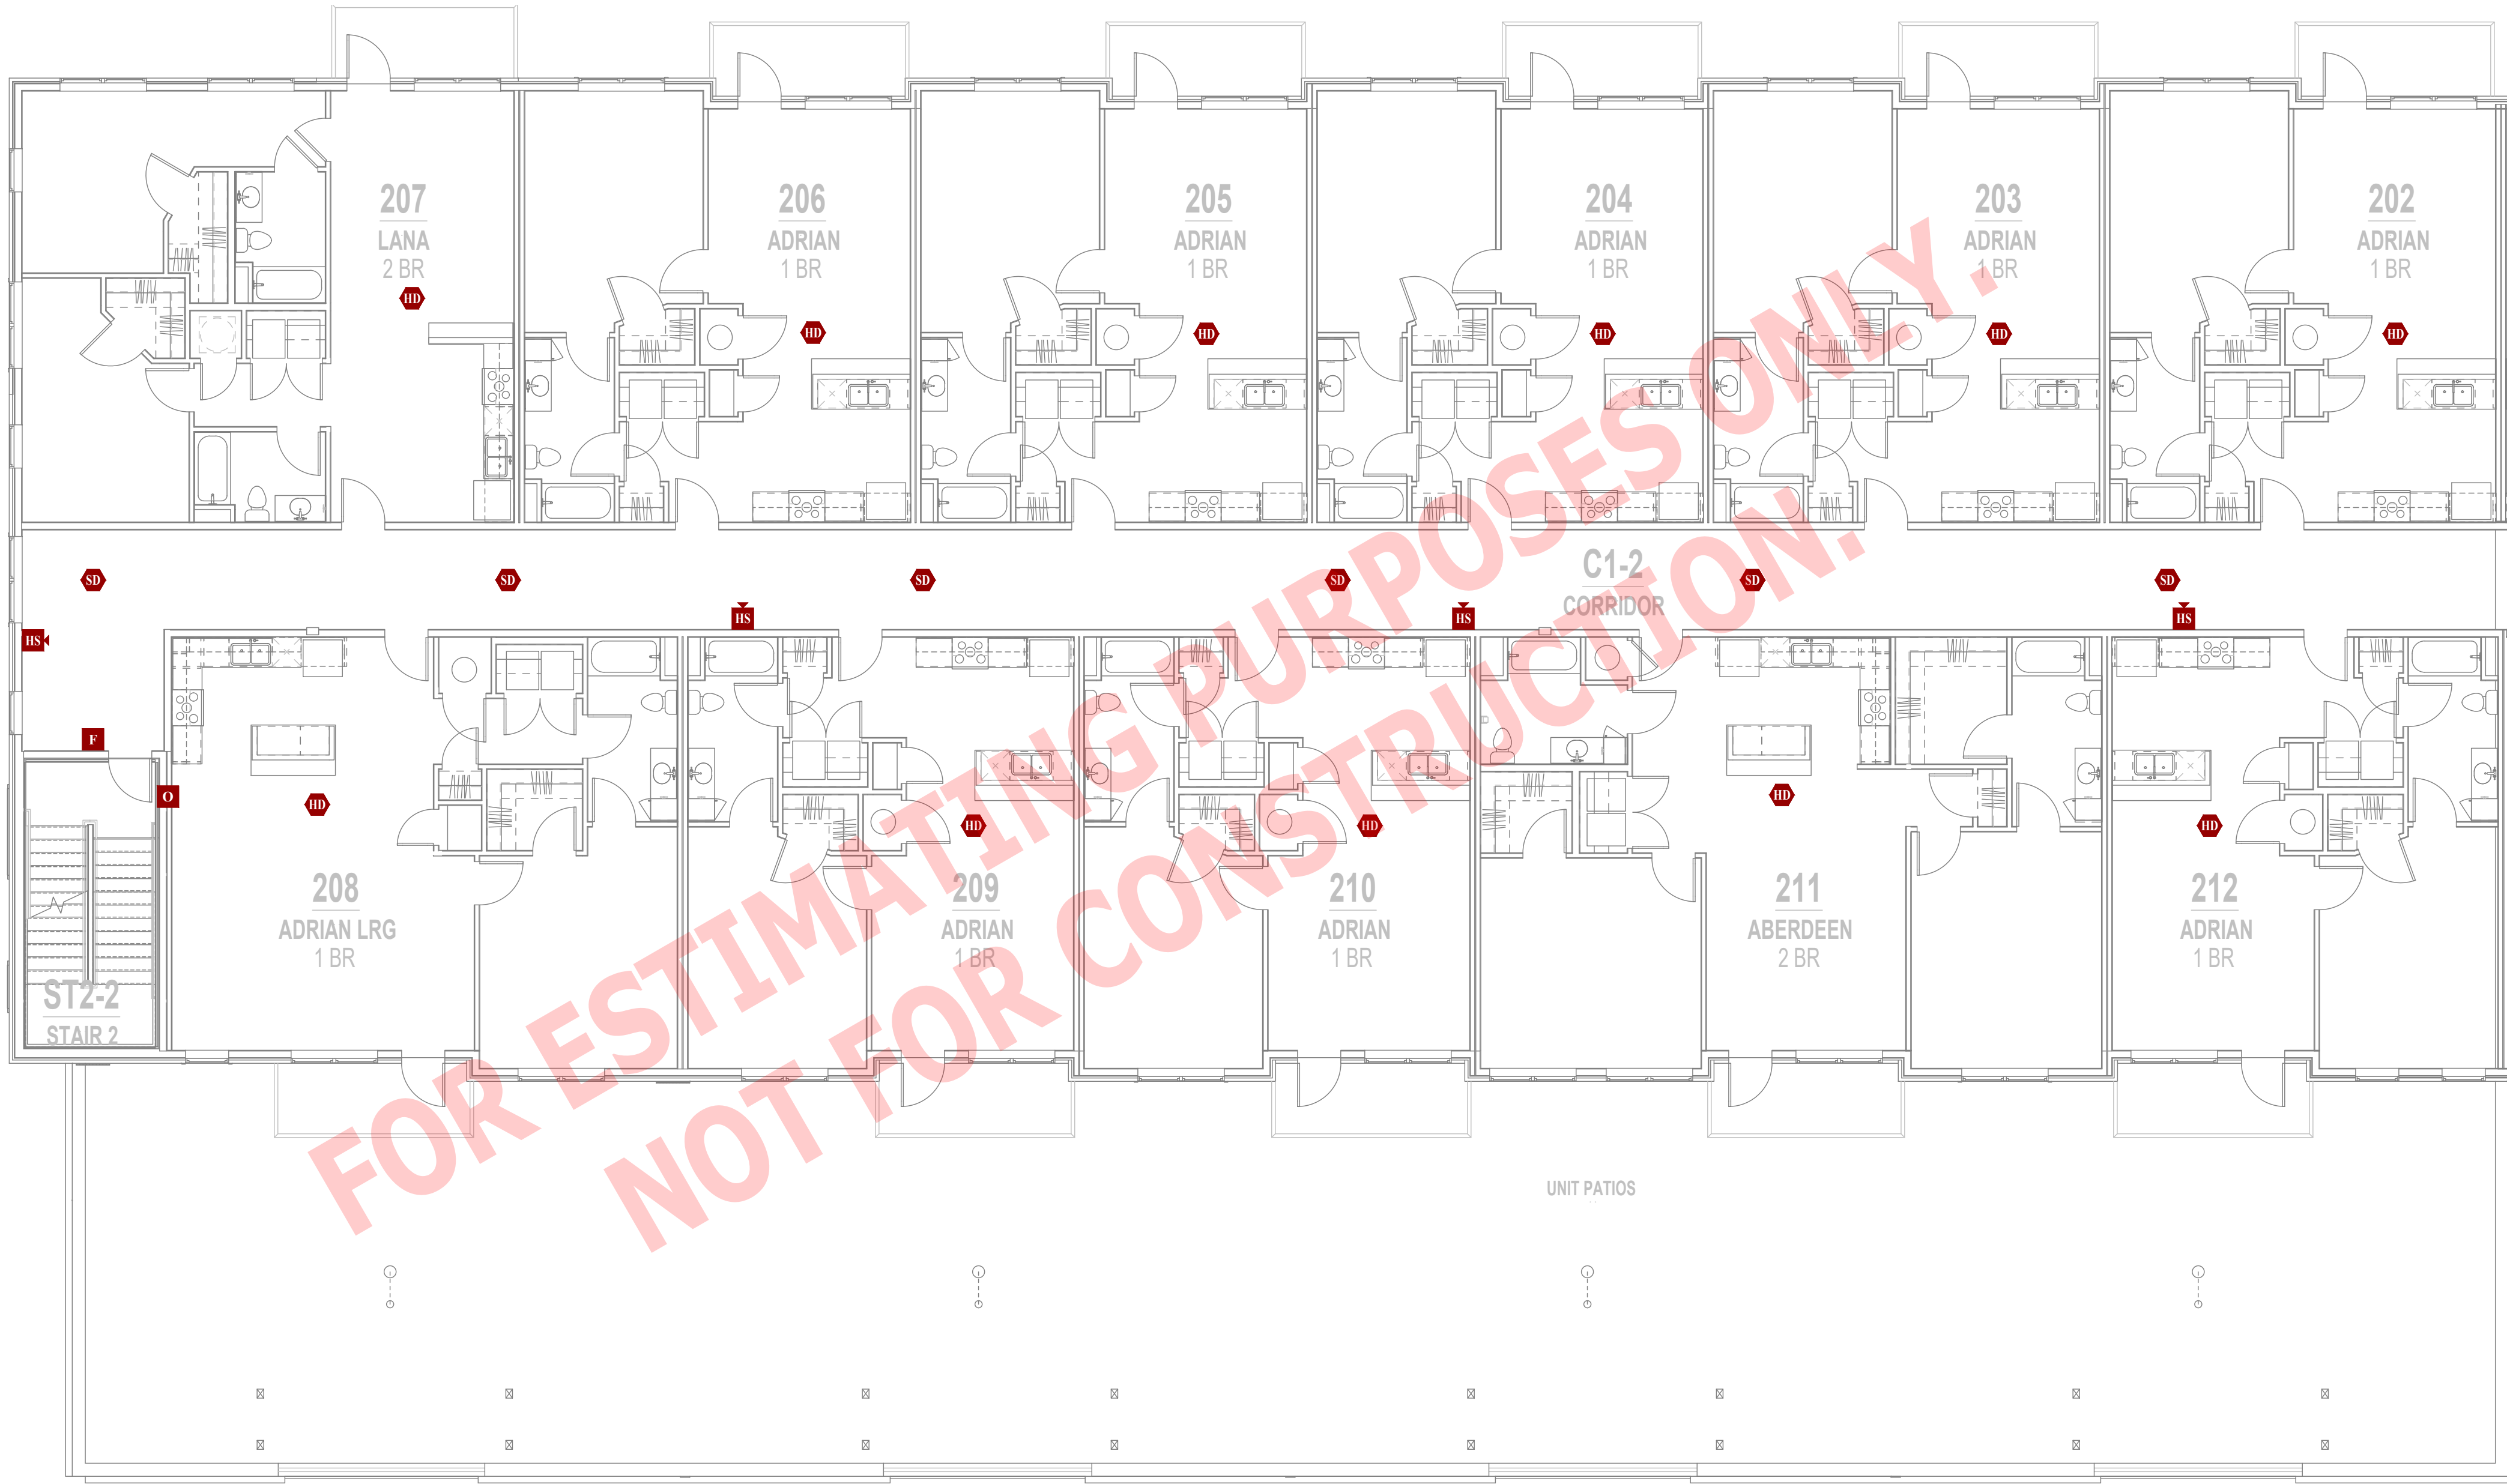 207
LANA
2 BR
HD
206
ADRIAN
1 BR
HD
205
ADRIAN
1 BR
HD
204
ADRIAN
1 BR
HD
203
ADRIAN
1 BR
HD
202
ADRIAN
1 BR
HD
C1-2
CORRIDOR
SD
SD
SD
SD
SD
SD
HS
HS
HS
HS
F
O
HD
HD
HD
HD
HD
208
ADRIAN LRG
1 BR
209
ADRIAN
1 BR
210
ADRIAN
1 BR
211
ABERDEEN
2 BR
212
ADRIAN
1 BR
ST2-2
STAIR 2
UNIT PATIOS
FOR ESTIMATING PURPOSES ONLY.
NOT FOR CONSTRUCTION.